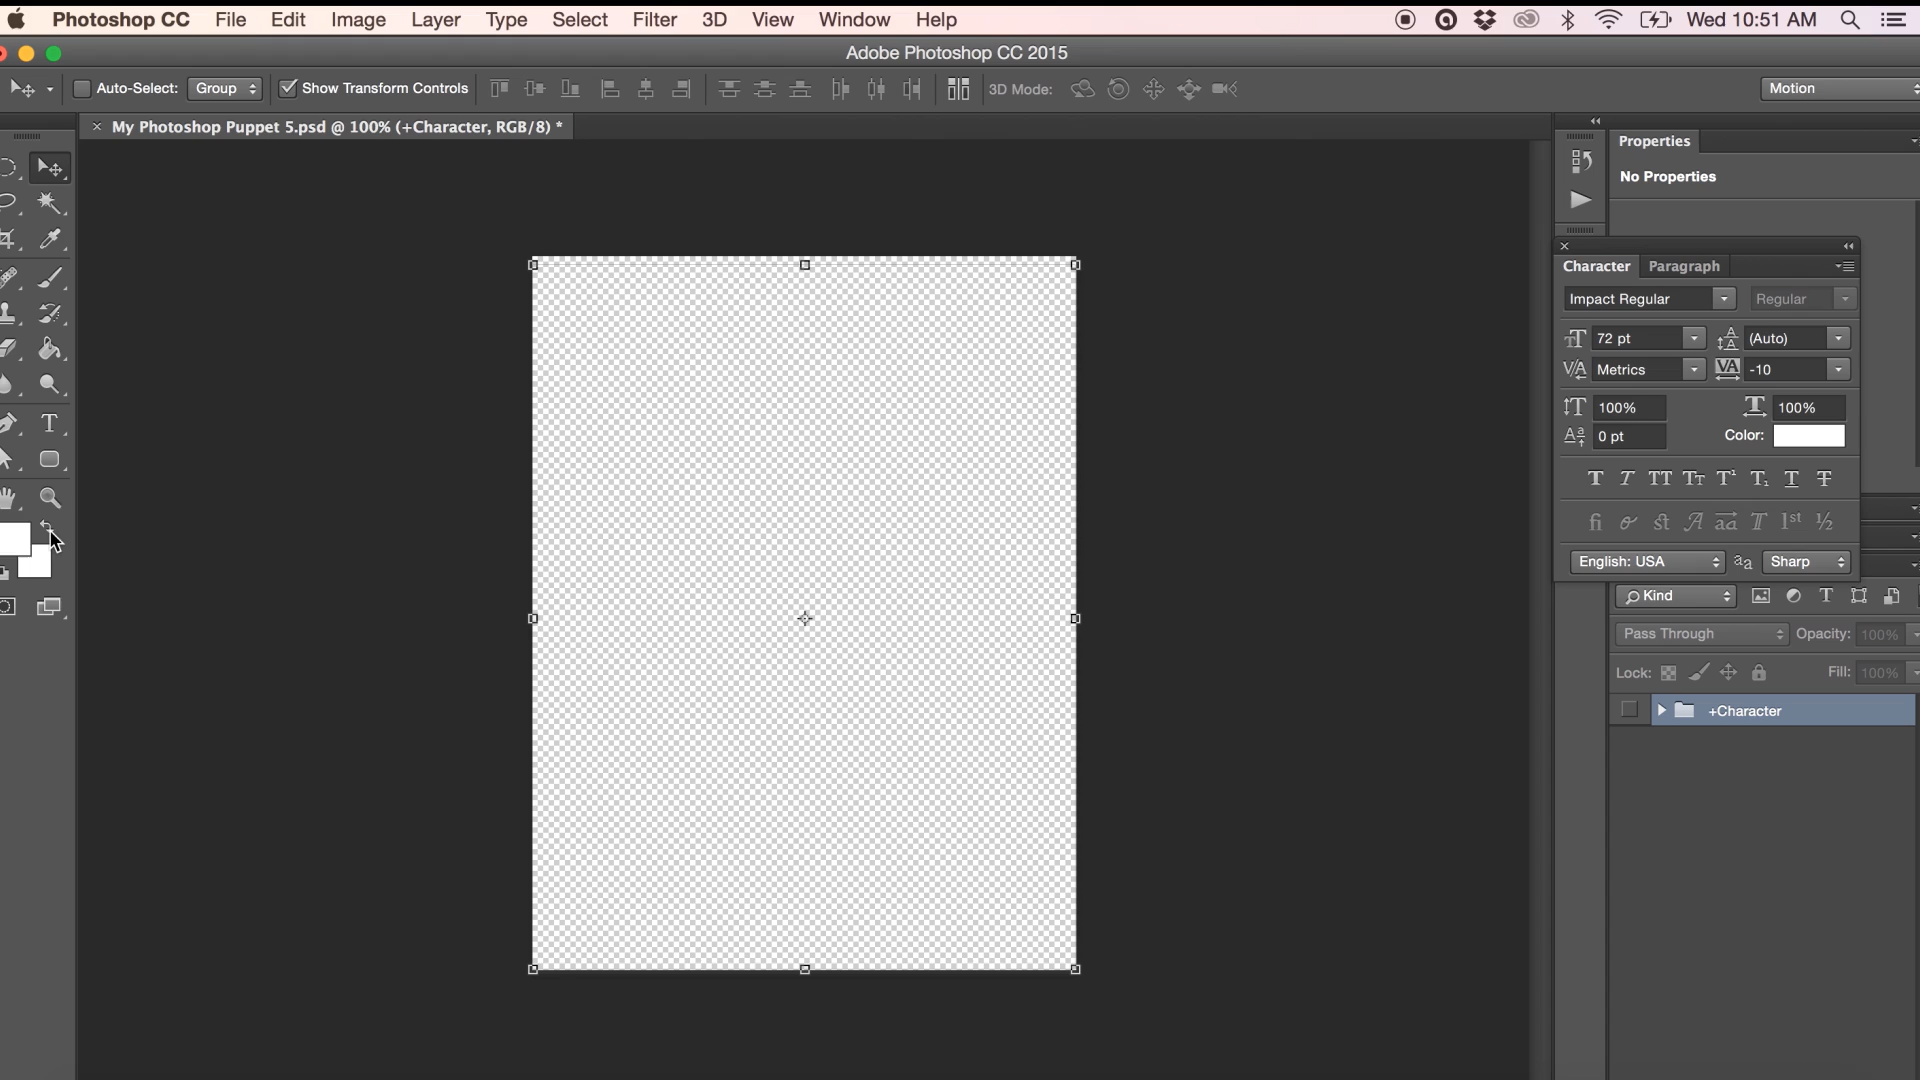 Photoshop CC File Edit Image Layer Type Select Filter 3D View Window Help Wed 10:51 AM
Adobe Photoshop CC 2015
Auto-Select: Group Show Transform Controls 3D Mode: Motion
× My Photoshop Puppet 5.psd @ 100% (+Character, RGB/8) *
Properties
No Properties
Character Paragraph
Impact Regular Regular
72 pt (Auto)
Metrics -10
100% 100%
0 pt Color:
English: USA aa Sharp
Kind
Pass Through Opacity: 100%
Lock: Fill: 100%
+Character